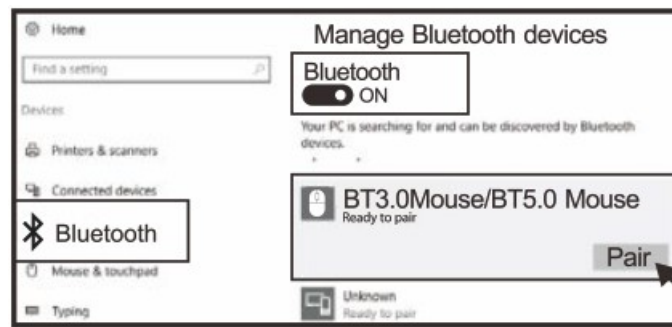 Home
Find a setting
Devices
Printers & scanners
Connected devices
Bluetooth
Mouse & touchpad
Typing
Manage Bluetooth devices
Bluetooth
ON
Your PC is searching for and can be discovered by Bluetooth
devices.
BT3.0Mouse/BT5.0 Mouse
Ready to pair
Pair
Unknown
Ready to pair